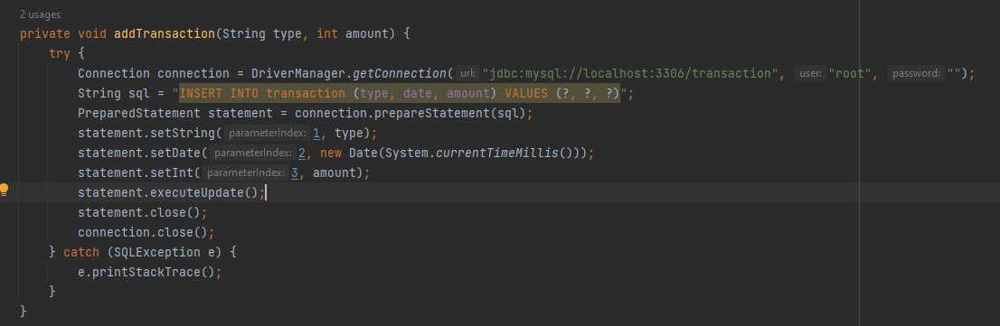 2 usages
private void addTransaction(String type, int amount) {
try {
Connection connection = DriverManager.getConnection( url: "jdbc:mysql://localhost:3306/transaction", user: "root", password: "");
String sql = "INSERT INTO transaction (type, date, amount) VALUES (?, ?, ?)";
PreparedStatement statement = connection.prepareStatement(sql);
statement.setString( parameterIndex: 1, type);
statement.setDate( parameterIndex: 2, new Date(System.currentTimeMillis()));
statement.setInt( parameterIndex: 3, amount);
statement.executeUpdate();
statement.close();
connection.close();
} catch (SQLException e) {
e.printStackTrace();
}
}